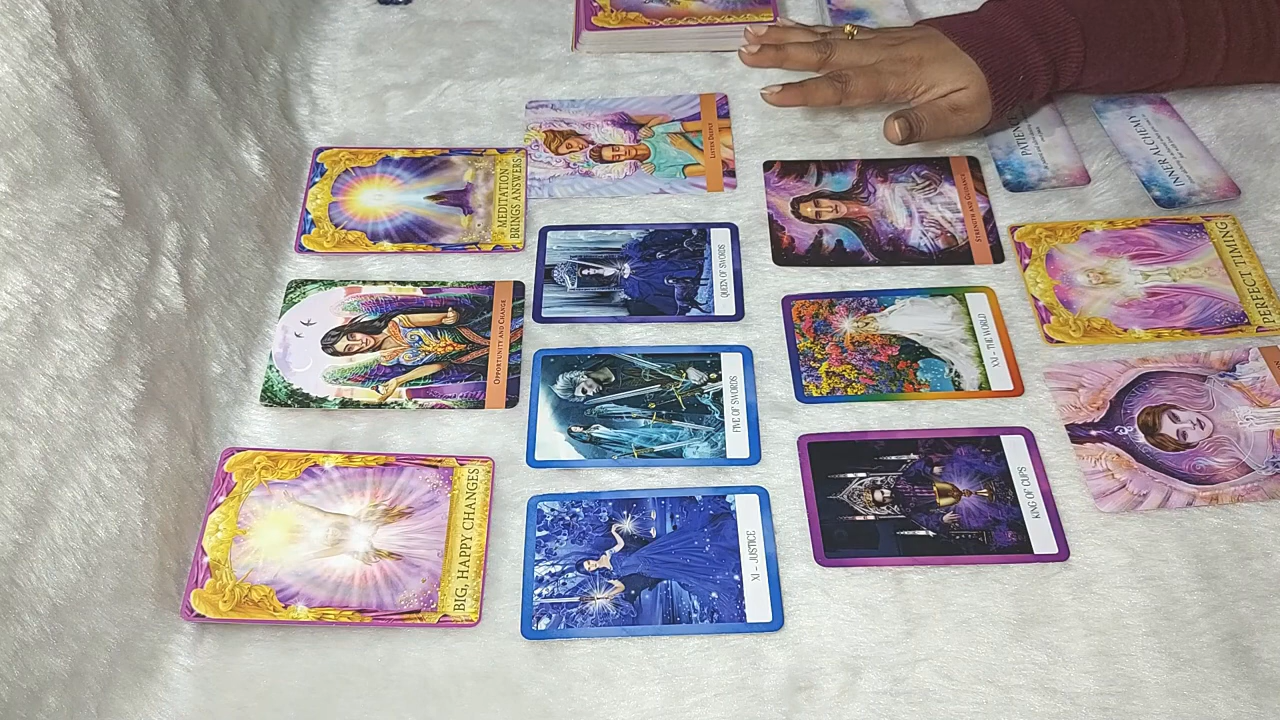 MEDITATION
BRINGS ANSWERS
LISTEN DEEPLY
OPPORTUNITY AND CHANGE
BIG, HAPPY CHANGES
QUEEN OF SWORDS
FIVE OF SWORDS
XI – JUSTICE
STRENGTH AND GUIDANCE
XXI – THE WORLD
KING OF CUPS
PATIENCE
INNER ALCHEMY
PERFECT TIMING